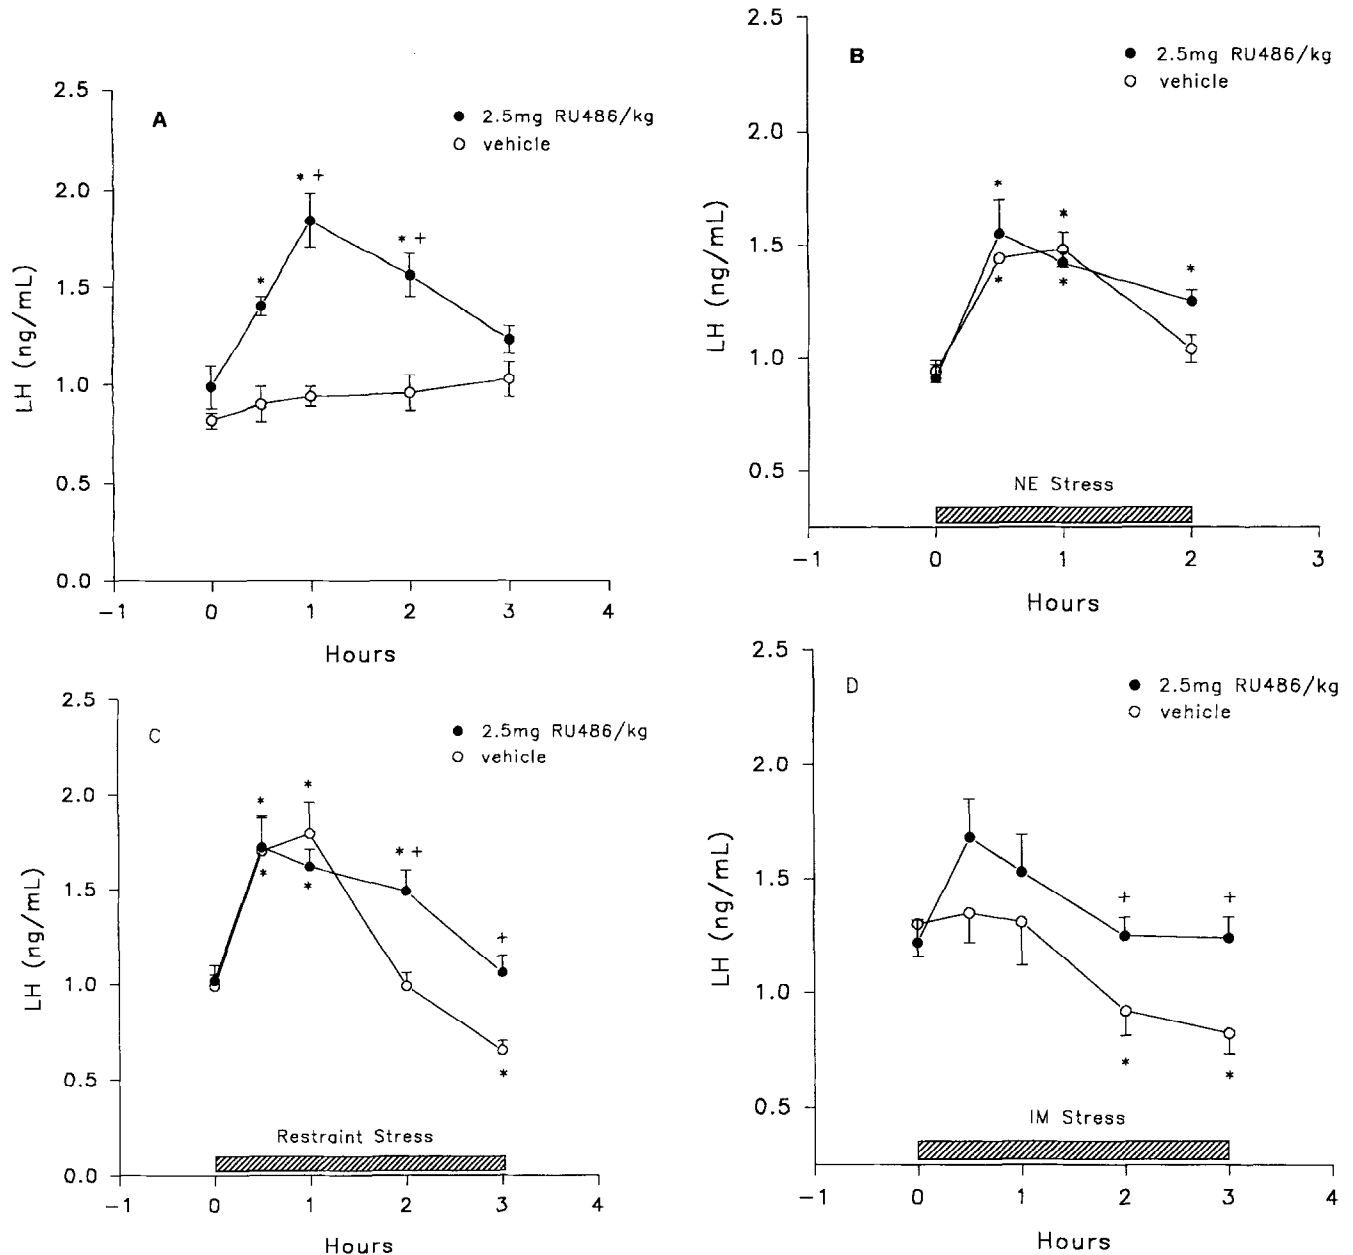 A
2.5mg RU486/kg
vehicle
2.5
2.0
1.5
1.0
0.5
0.0
LH (ng/mL)
* +
*
* +
−1 0 1 2 3 4
Hours
B
2.5mg RU486/kg
vehicle
2.5
2.0
1.5
1.0
0.5
LH (ng/mL)
*
*
*
* *
NE Stress
−1 0 1 2 3
Hours
C
2.5mg RU486/kg
vehicle
2.5
2.0
1.5
1.0
0.5
0.0
LH (ng/mL)
*
*
* +
* *
+
*
Restraint Stress
−1 0 1 2 3 4
Hours
D
2.5mg RU486/kg
vehicle
2.5
2.0
1.5
1.0
0.5
LH (ng/mL)
+ +
* *
IM Stress
−1 0 1 2 3 4
Hours